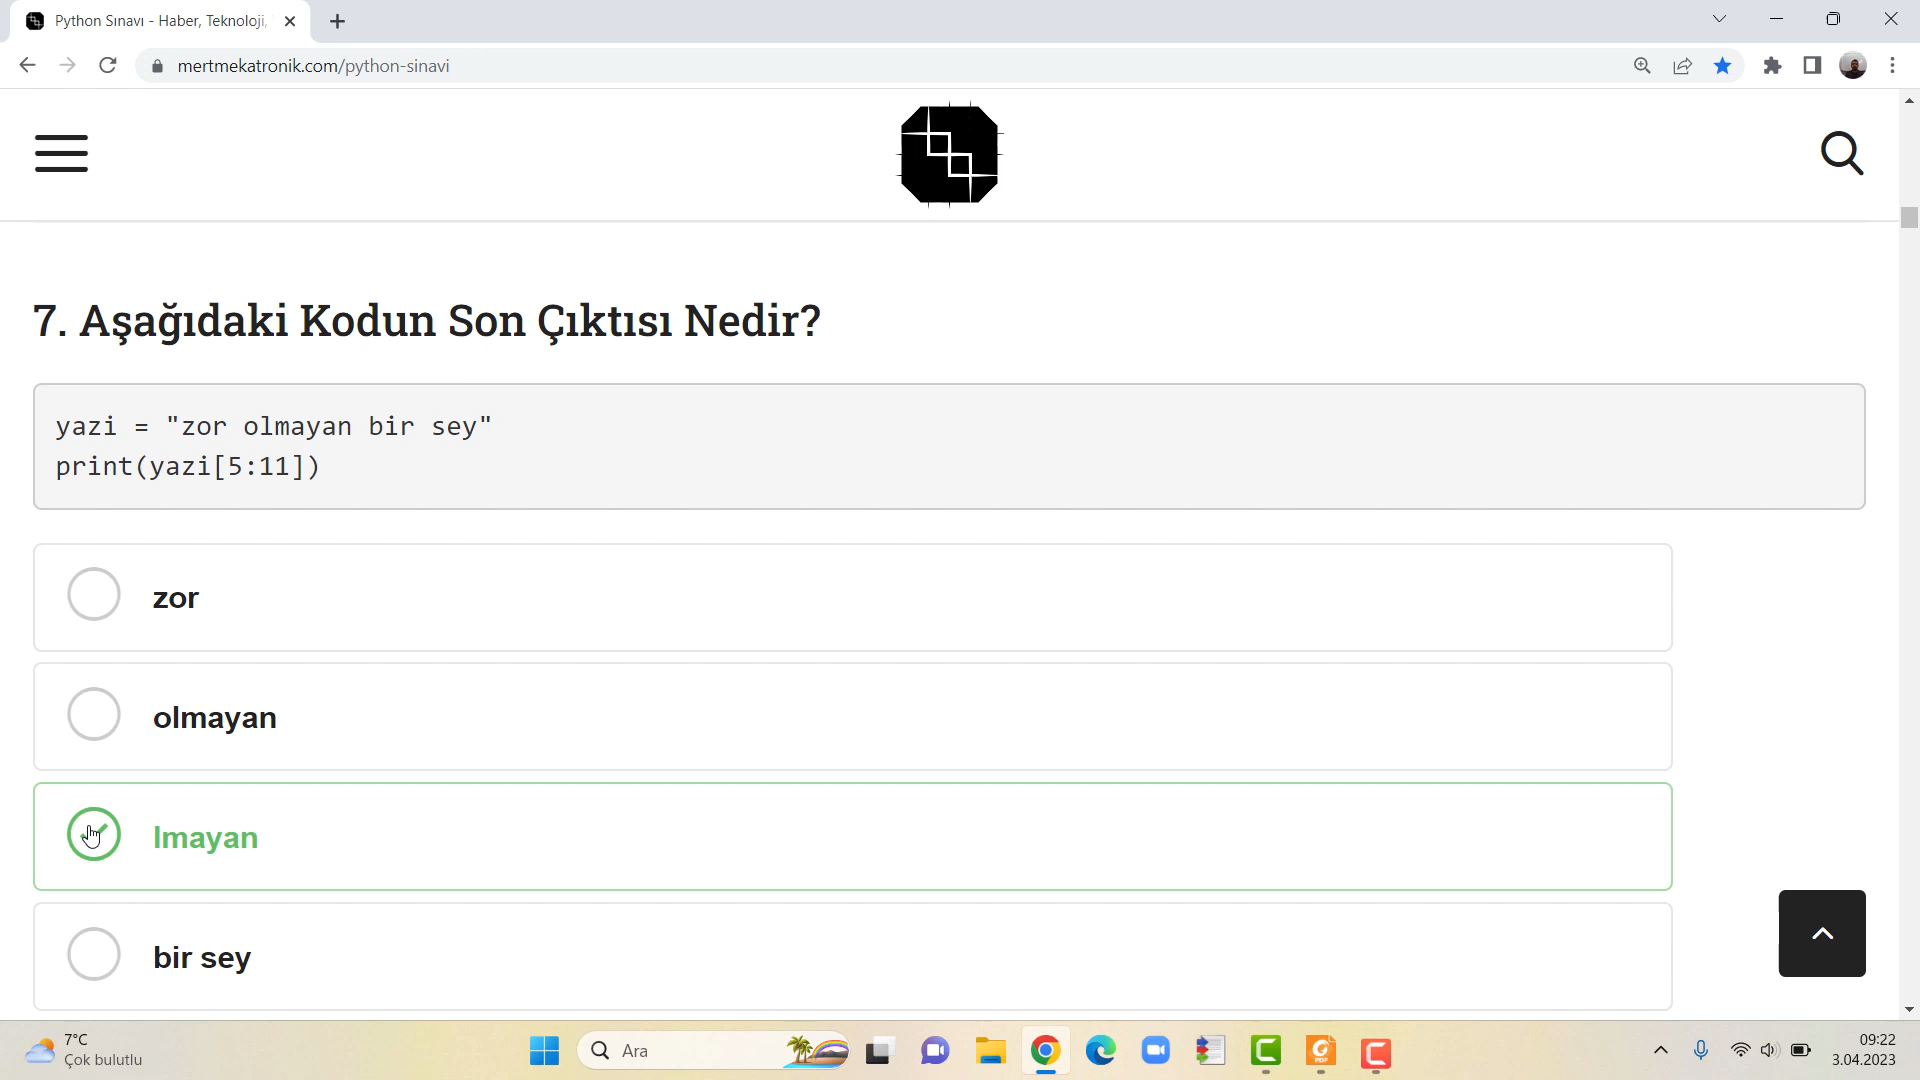 Python Sınavı - Haber, Teknoloji,
mertmekatronik.com/python-sinavi
7. Aşağıdaki Kodun Son Çıktısı Nedir?
yazi = "zor olmayan bir sey"
print(yazi[5:11])
zor
olmayan
lmayan
bir sey
7°C
Çok bulutlu
Ara
PDF
09:22
3.04.2023